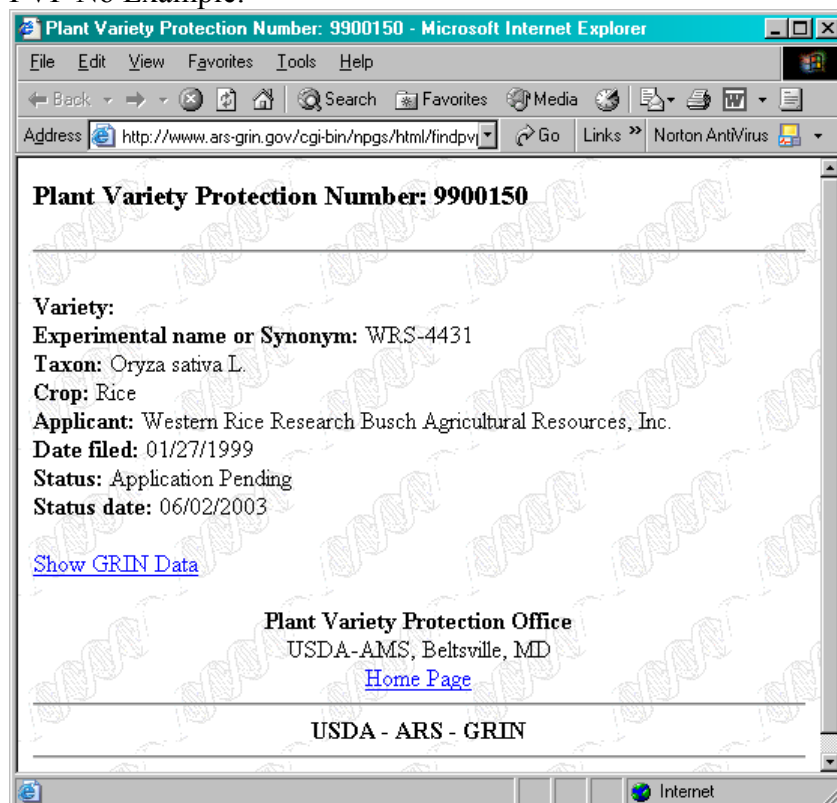 PVP No Example:
Plant Variety Protection Number: 9900150 - Microsoft Internet Explorer
File Edit View Favorites Tools Help
Back Search Favorites Media
Address http://www.ars-grin.gov/cgi-bin/npgs/html/findpv Go Links » Norton AntiVirus
Plant Variety Protection Number: 9900150
Variety:
Experimental name or Synonym: WRS-4431
Taxon: Oryza sativa L.
Crop: Rice
Applicant: Western Rice Research Busch Agricultural Resources, Inc.
Date filed: 01/27/1999
Status: Application Pending
Status date: 06/02/2003
Show GRIN Data
Plant Variety Protection Office
USDA-AMS, Beltsville, MD
Home Page
USDA - ARS - GRIN
Internet